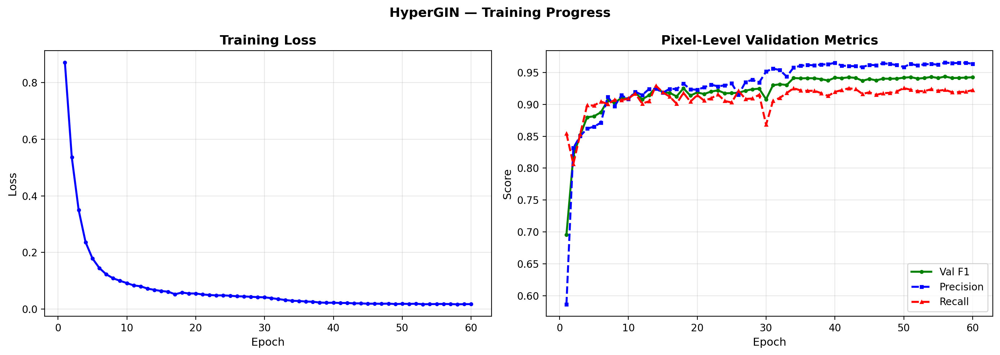 HyperGIN — Training Progress
Training Loss
0.8
0.6
0.4
0.2
0.0
Loss
0 10 20 30 40 50 60
Epoch
Pixel-Level Validation Metrics
0.95
0.90
0.85
0.80
0.75
0.70
0.65
0.60
Score
Val F1
Precision
Recall
0 10 20 30 40 50 60
Epoch